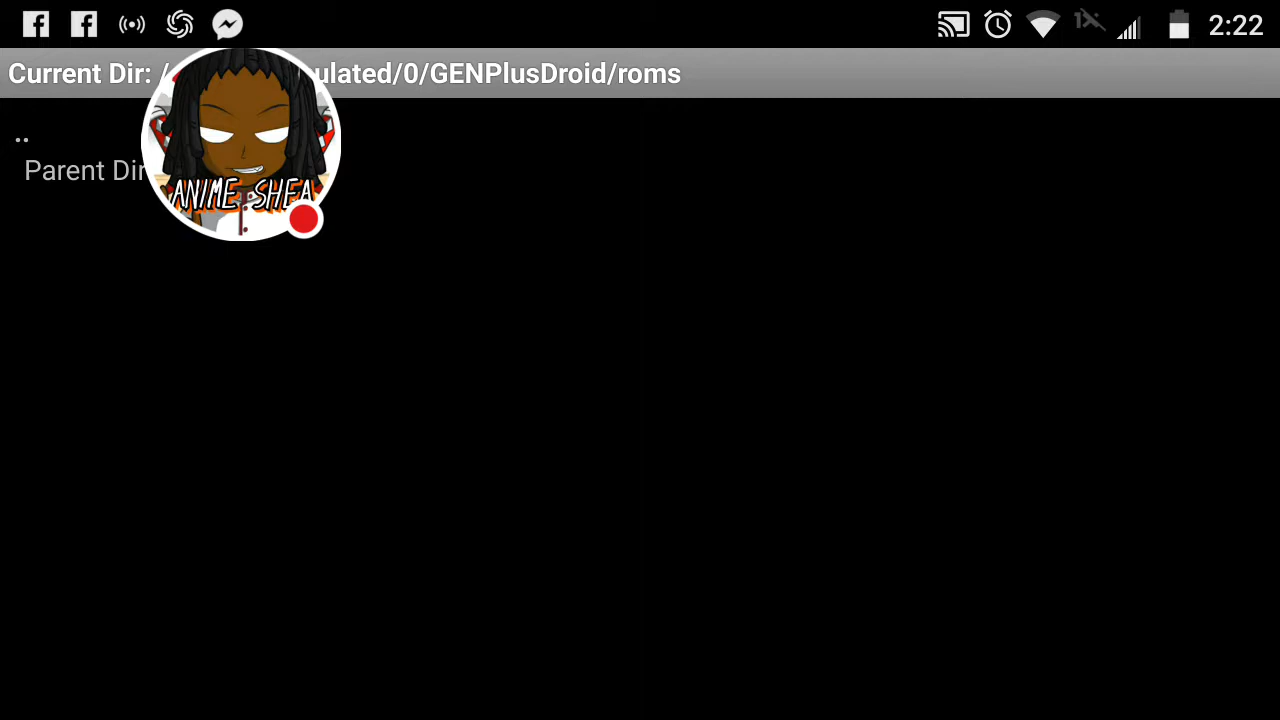 2:22
Current Dir: / ulated/0/GENPlusDroid/roms
..
Parent Dir
ANIME SHEA